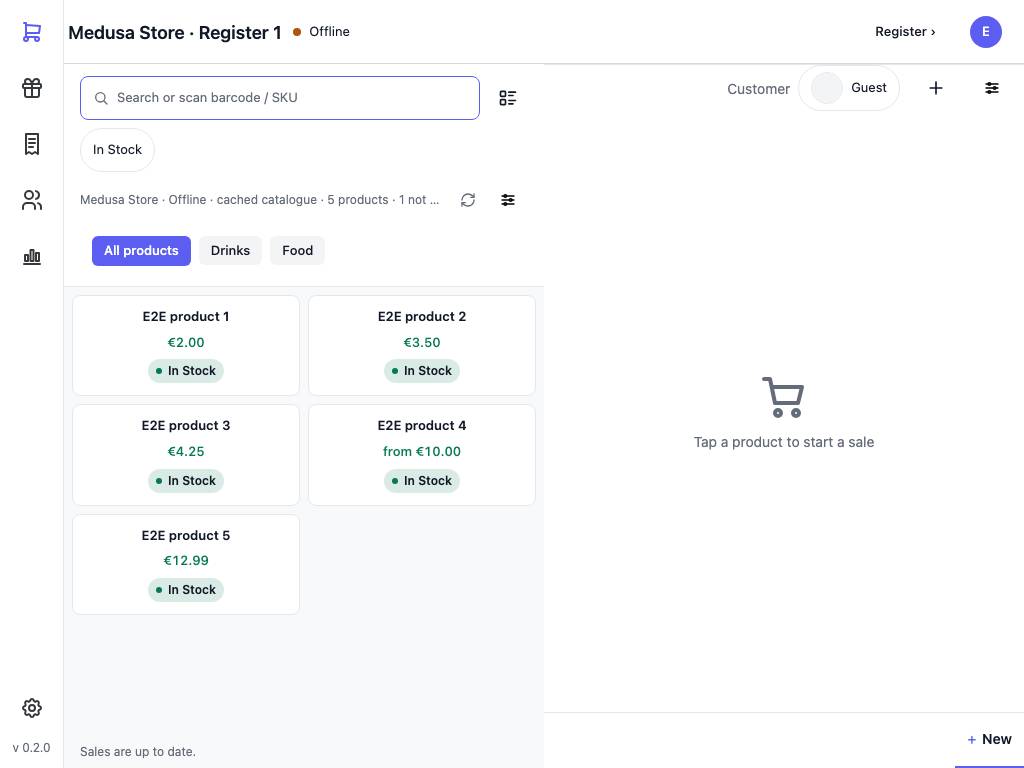 Medusa Store · Register 1
Offline
Register ›
E
Search or scan barcode / SKU
Customer
Guest
In Stock
Medusa Store · Offline · cached catalogue · 5 products · 1 not ...
All products
Drinks
Food
E2E product 1
€2.00
In Stock
E2E product 2
€3.50
In Stock
E2E product 3
€4.25
In Stock
E2E product 4
from €10.00
In Stock
E2E product 5
€12.99
In Stock
Tap a product to start a sale
v 0.2.0
Sales are up to date.
+ New